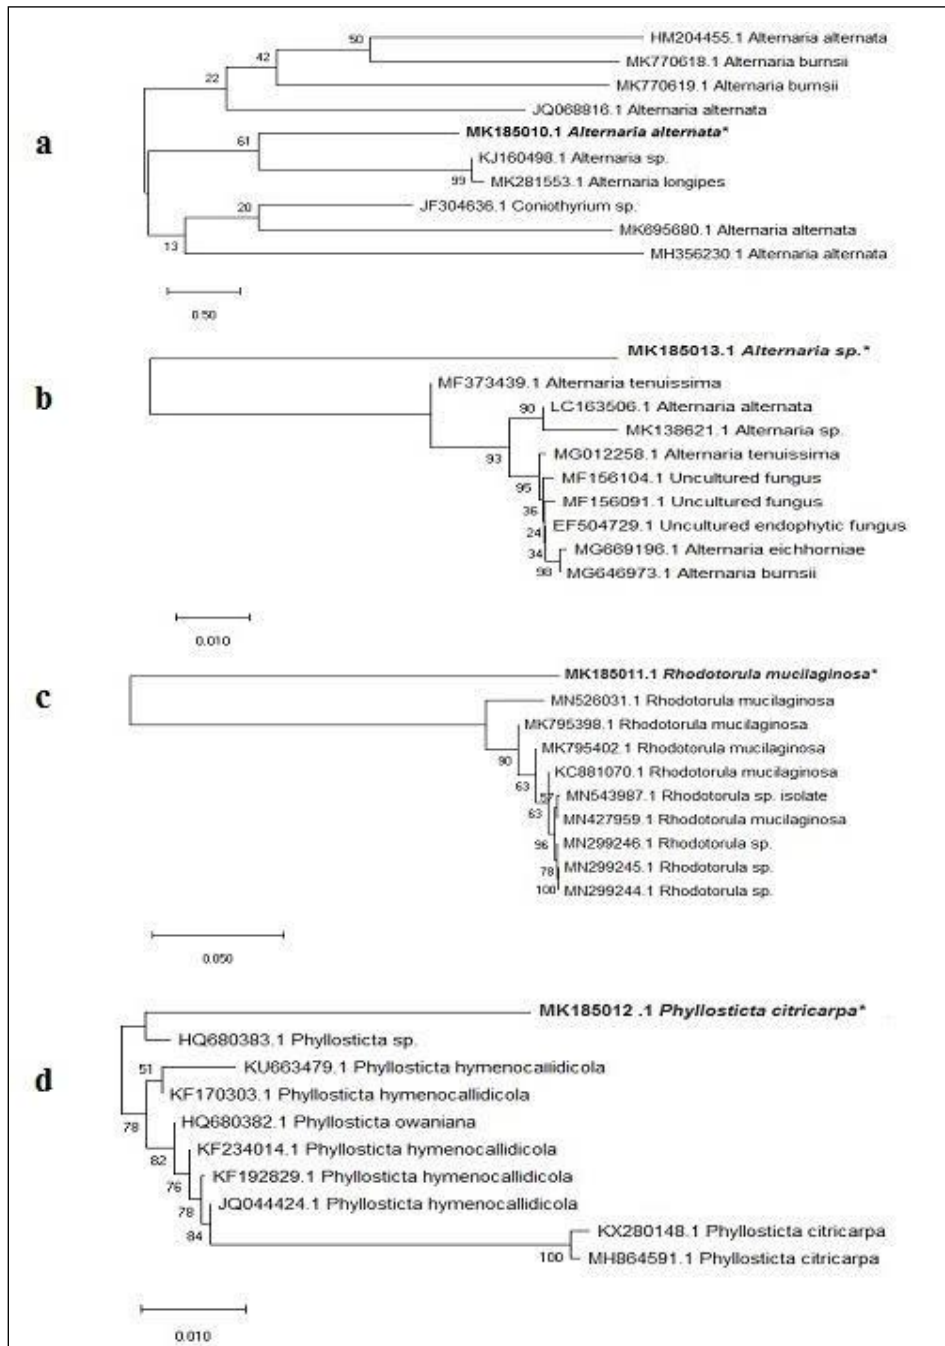 50
HM204455.1 Alternaria alternata
42
MK770618.1 Alternaria burnsii
22
MK770619.1 Alternaria burnsii
JQ068816.1 Alternaria alternata
a
61
MK185010.1 Alternaria alternata*
KJ160498.1 Alternaria sp.
99
MK281553.1 Alternaria longipes
20
JF304636.1 Coniothyrium sp.
MK695680.1 Alternaria alternata
13
MH356230.1 Alternaria alternata
0.50
MK185013.1 Alternaria sp.*
b
MF373439.1 Alternaria tenuissima
90
LC163506.1 Alternaria alternata
MK138621.1 Alternaria sp.
93
MG012258.1 Alternaria tenuissima
95
MF156104.1 Uncultured fungus
MF156091.1 Uncultured fungus
36
EF504729.1 Uncultured endophytic fungus
24
MG669196.1 Alternaria eichhorniae
34
MG646973.1 Alternaria burnsii
98
0.010
MK185011.1 Rhodotorula mucilaginosa*
c
MN526031.1 Rhodotorula mucilaginosa
MK795398.1 Rhodotorula mucilaginosa
90
MK795402.1 Rhodotorula mucilaginosa
63
KC881070.1 Rhodotorula mucilaginosa
57
MN543987.1 Rhodotorula sp. isolate
63
MN427959.1 Rhodotorula mucilaginosa
96
MN299246.1 Rhodotorula sp.
78
MN299245.1 Rhodotorula sp.
100
MN299244.1 Rhodotorula sp.
0.050
MK185012 .1 Phyllosticta citricarpa*
HQ680383.1 Phyllosticta sp.
d
51
KU663479.1 Phyllosticta hymenocallidicola
KF170303.1 Phyllosticta hymenocallidicola
78
HQ680382.1 Phyllosticta owaniana
82
KF234014.1 Phyllosticta hymenocallidicola
76
KF192829.1 Phyllosticta hymenocallidicola
78
JQ044424.1 Phyllosticta hymenocallidicola
84
KX280148.1 Phyllosticta citricarpa
100
MH864591.1 Phyllosticta citricarpa
0.010